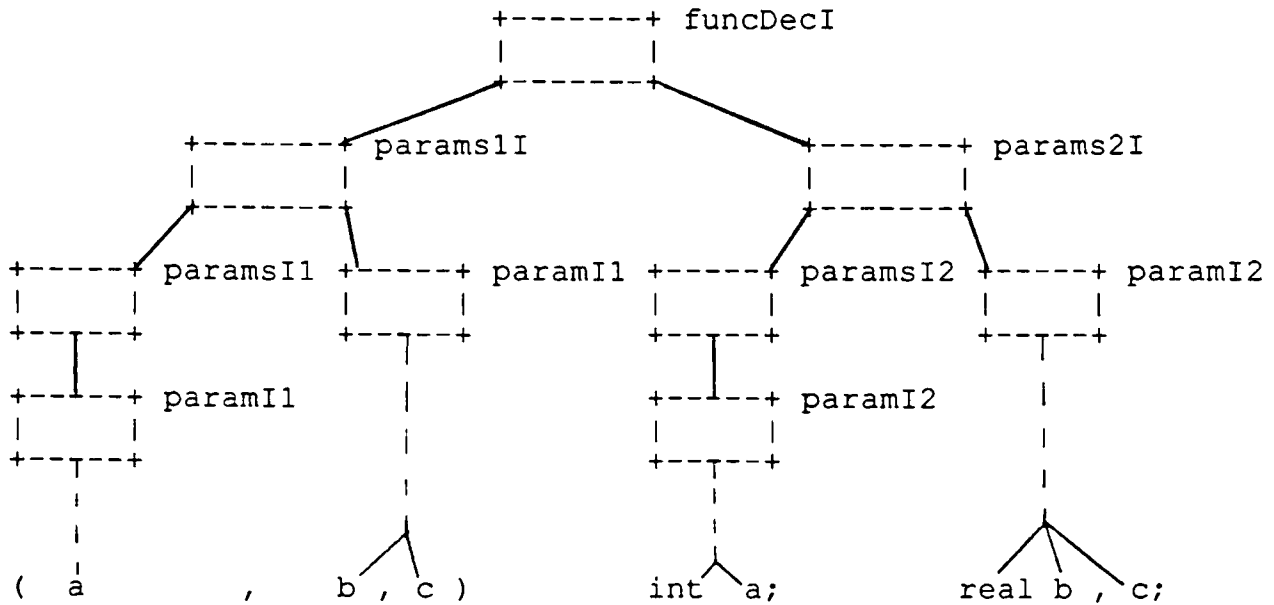 funcDecI
params1I params2I
paramsI1 paramI1 paramsI2 paramI2
paramI1 paramI2
( a , b , c ) int a; real b , c;